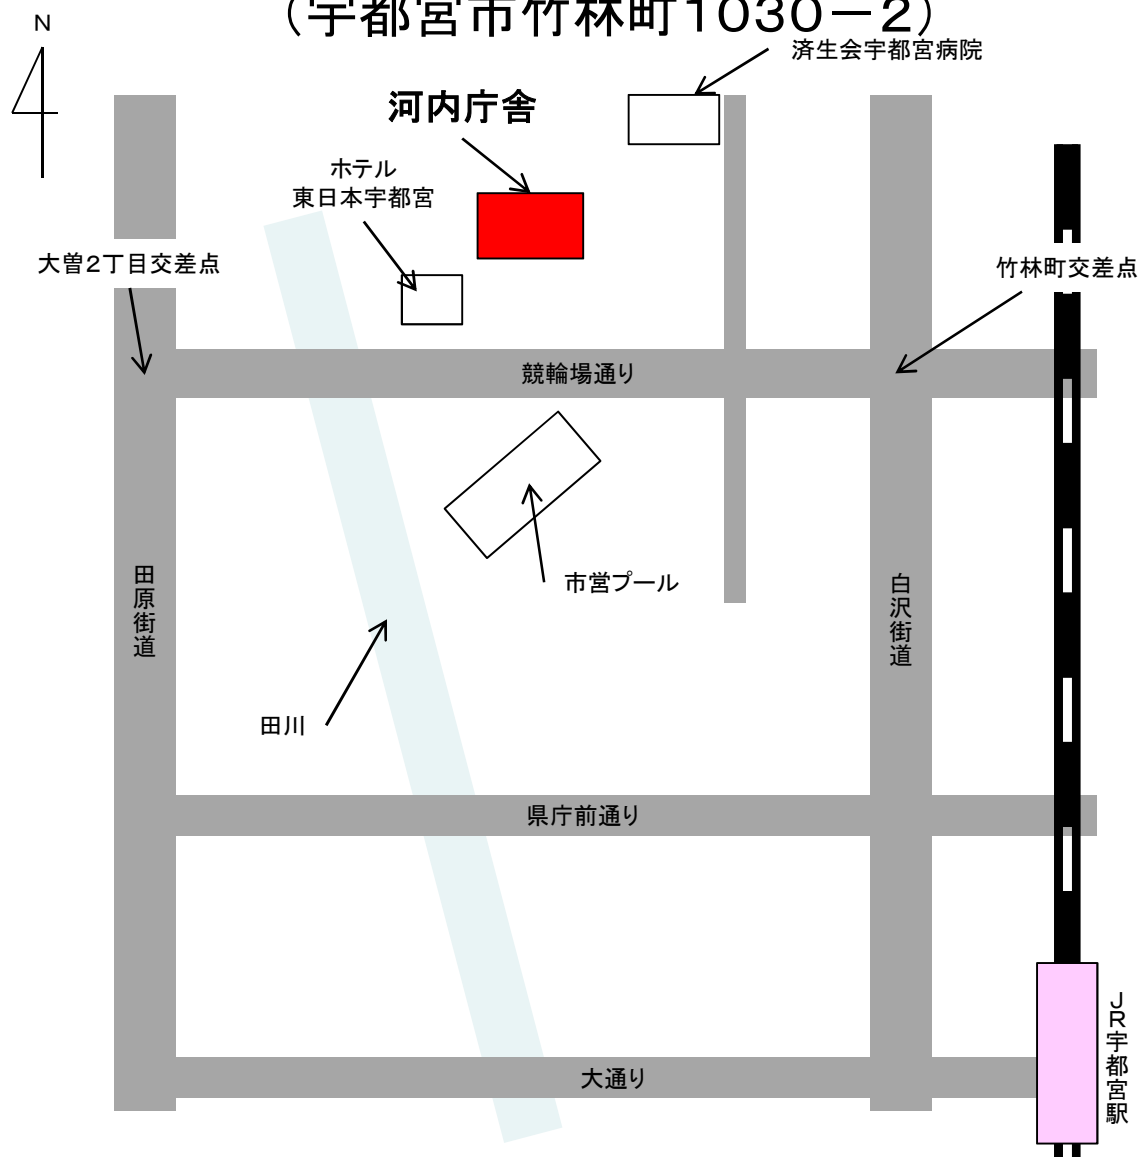 （宇都宮市竹林町1030－2）
N
済生会宇都宮病院
河内庁舎
ホテル
東日本宇都宮
大曽2丁目交差点
竹林町交差点
競輪場通り
市営プール
田原街道
白沢街道
田川
県庁前通り
大通り
JR宇都宮駅